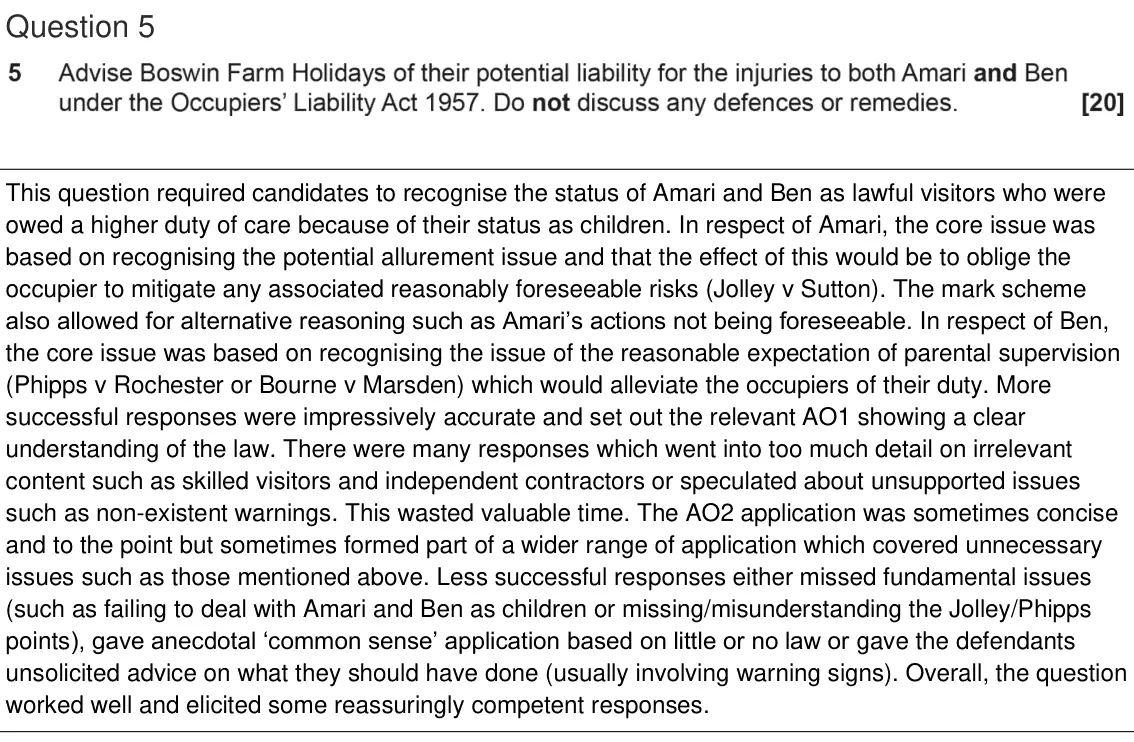 Question 5
5 Advise Boswin Farm Holidays of their potential liability for the injuries to both Amari and Ben
under the Occupiers’ Liability Act 1957. Do not discuss any defences or remedies. [20]
This question required candidates to recognise the status of Amari and Ben as lawful visitors who were
owed a higher duty of care because of their status as children. In respect of Amari, the core issue was
based on recognising the potential allurement issue and that the effect of this would be to oblige the
occupier to mitigate any associated reasonably foreseeable risks (Jolley v Sutton). The mark scheme
also allowed for alternative reasoning such as Amari’s actions not being foreseeable. In respect of Ben,
the core issue was based on recognising the issue of the reasonable expectation of parental supervision
(Phipps v Rochester or Bourne v Marsden) which would alleviate the occupiers of their duty. More
successful responses were impressively accurate and set out the relevant AO1 showing a clear
understanding of the law. There were many responses which went into too much detail on irrelevant
content such as skilled visitors and independent contractors or speculated about unsupported issues
such as non-existent warnings. This wasted valuable time. The AO2 application was sometimes concise
and to the point but sometimes formed part of a wider range of application which covered unnecessary
issues such as those mentioned above. Less successful responses either missed fundamental issues
(such as failing to deal with Amari and Ben as children or missing/misunderstanding the Jolley/Phipps
points), gave anecdotal ‘common sense’ application based on little or no law or gave the defendants
unsolicited advice on what they should have done (usually involving warning signs). Overall, the question
worked well and elicited some reassuringly competent responses.